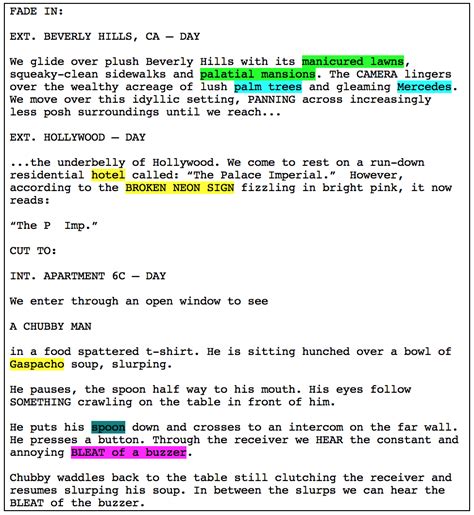 FADE IN:
EXT. BEVERLY HILLS, CA – DAY
We glide over plush Beverly Hills with its manicured lawns,
squeaky-clean sidewalks and palatial mansions. The CAMERA lingers
over the wealthy acreage of lush palm trees and gleaming Mercedes.
We move over this idyllic setting, PANNING across increasingly
less posh surroundings until we reach...
EXT. HOLLYWOOD – DAY
...the underbelly of Hollywood. We come to rest on a run-down
residential hotel called: “The Palace Imperial.” However,
according to the BROKEN NEON SIGN fizzling in bright pink, it now
reads:
“The P  Imp.”
CUT TO:
INT. APARTMENT 6C – DAY
We enter through an open window to see
A CHUBBY MAN
in a food spattered t-shirt. He is sitting hunched over a bowl of
Gaspacho soup, slurping.
He pauses, the spoon half way to his mouth. His eyes follow
SOMETHING crawling on the table in front of him.
He puts his spoon down and crosses to an intercom on the far wall.
He presses a button. Through the receiver we HEAR the constant and
annoying BLEAT of a buzzer.
Chubby waddles back to the table still clutching the receiver and
resumes slurping his soup. In between the slurps we can hear the
BLEAT of the buzzer.